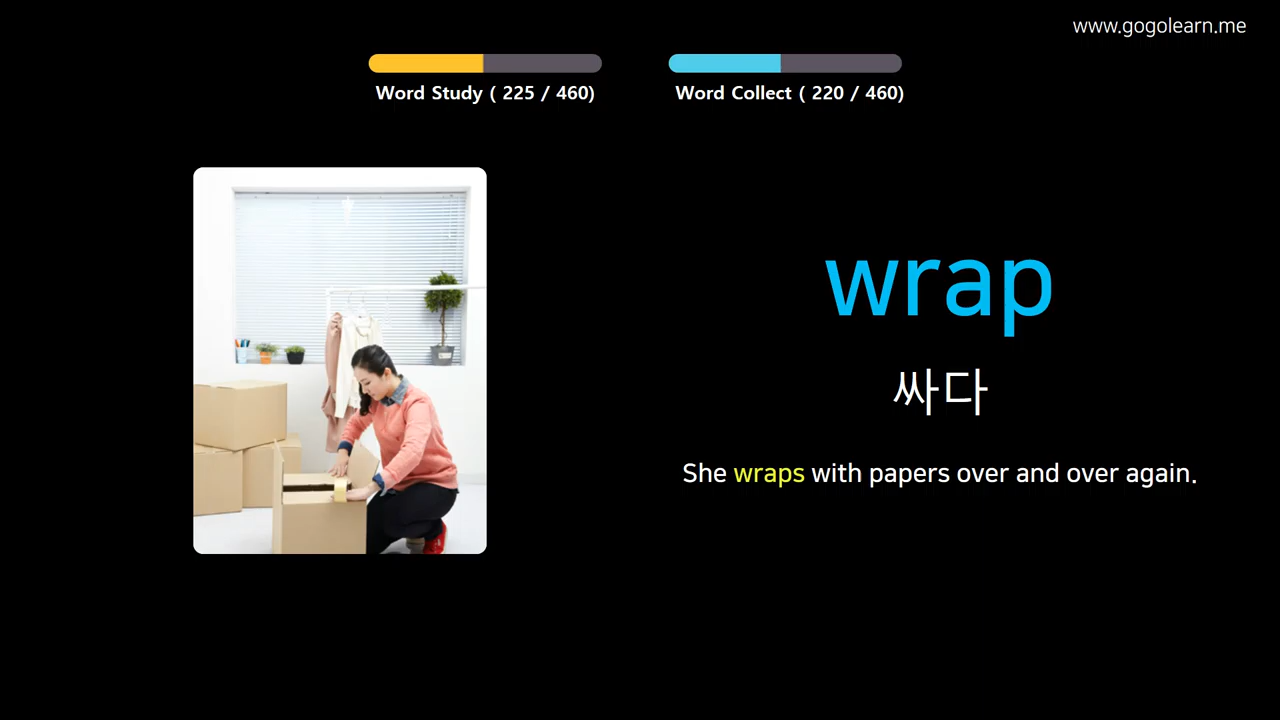 www.gogolearn.me
Word Study ( 225 / 460)
Word Collect ( 220 / 460)
wrap
싸다
She wraps with papers over and over again.